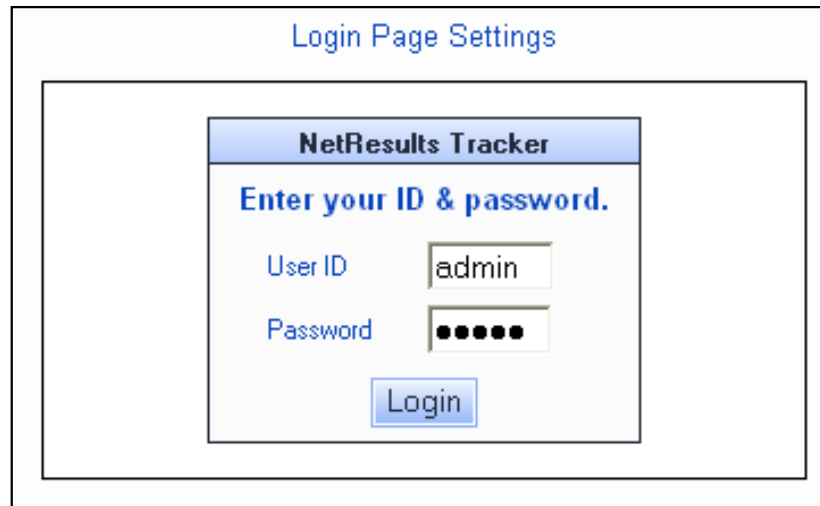 Login Page Settings
NetResults Tracker
Enter your ID & password.
User ID admin
Password ●●●●●
Login